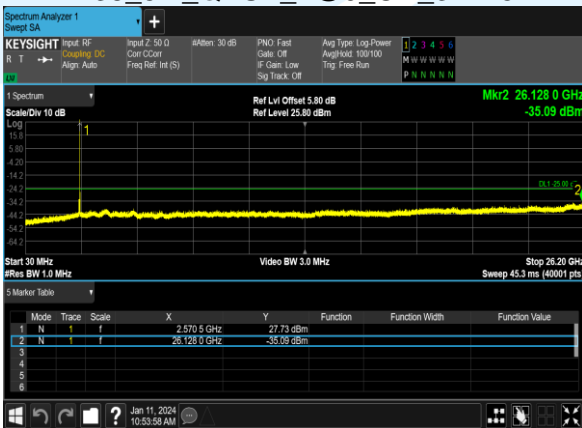 Spectrum Analyzer 1
Swept SA
+
KEYSIGHT
R T
LW
Input: RF
Coupling: DC
Align: Auto
Input Z: 50 Ω
Corr CCorr
Freq Ref: Int (S)
#Atten: 30 dB
PNO: Fast
Gate: Off
IF Gain: Low
Sig Track: Off
Avg Type: Log-Power
Avg|Hold: 100/100
Trig: Free Run
1 2 3 4 5 6
M W W W W W
P N N N N N
1 Spectrum
Scale/Div 10 dB
Ref Lvl Offset 5.80 dB
Ref Level 25.80 dBm
Mkr2 26.128 0 GHz
-35.09 dBm
Log
15.8
5.80
-4.20
-14.2
-24.2
-34.2
-44.2
-54.2
-64.2
1
DL1 -25.00
2
Start 30 MHz
#Res BW 1.0 MHz
Video BW 3.0 MHz
Stop 26.20 GHz
Sweep 45.3 ms (40001 pts)
5 Marker Table
Mode Trace Scale X Y Function Function Width Function Value
1 N 1 f 2.570 5 GHz 27.73 dBm
2 N 1 f 26.128 0 GHz -35.09 dBm
3
4
5
6
?
Jan 11, 2024
10:53:58 AM